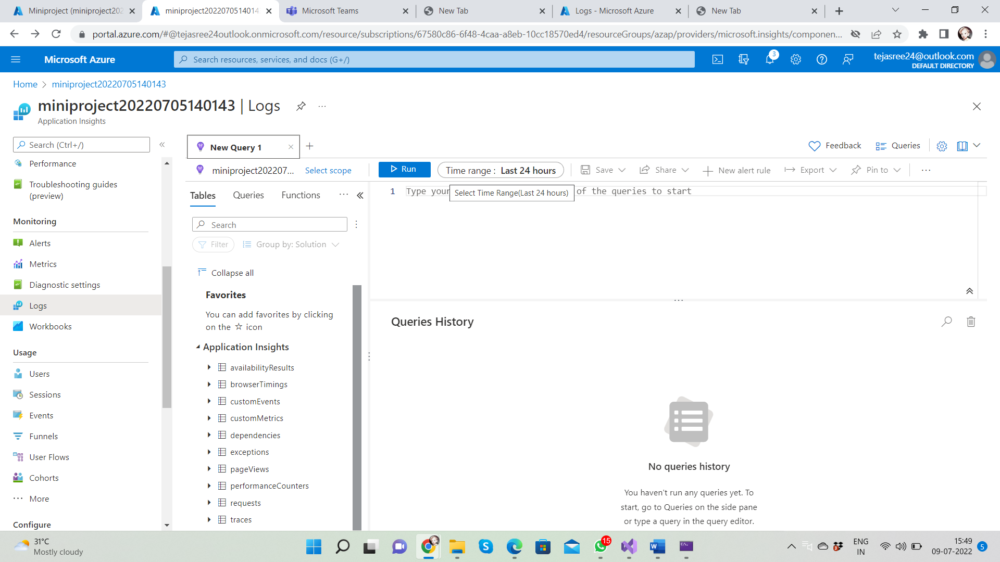 Miniproject (miniproject202
miniproject2022070514014
Microsoft Teams
New Tab
Logs - Microsoft Azure
New Tab
portal.azure.com/#@tejasree24outlook.onmicrosoft.com/resource/subscriptions/67580c86-6f48-4caa-a8eb-10cc18570ed4/resourceGroups/azap/providers/microsoft.insights/componen...
Microsoft Azure
Search resources, services, and docs (G+/)
3
tejasree24@outlook.com
DEFAULT DIRECTORY
Home > miniproject20220705140143
miniproject20220705140143 | Logs
Application Insights
Search (Ctrl+/)
Performance
Troubleshooting guides
(preview)
Monitoring
Alerts
Metrics
Diagnostic settings
Logs
Workbooks
Usage
Users
Sessions
Events
Funnels
User Flows
Cohorts
More
Configure
New Query 1
Feedback
Queries
miniproject202207...
Select scope
Run
Time range : Last 24 hours
Save
Share
New alert rule
Export
Pin to
Tables
Queries
Functions
Search
Filter
Group by: Solution
Collapse all
Favorites
You can add favorites by clicking
on the ☆ icon
Application Insights
availabilityResults
browserTimings
customEvents
customMetrics
dependencies
exceptions
pageViews
performanceCounters
requests
traces
1
Type your
Select Time Range(Last 24 hours)
of the queries to start
Queries History
No queries history
You haven't run any queries yet. To
start, go to Queries on the side pane
or type a query in the query editor.
31°C
Mostly cloudy
15
ENG
IN
15:49
09-07-2022
5